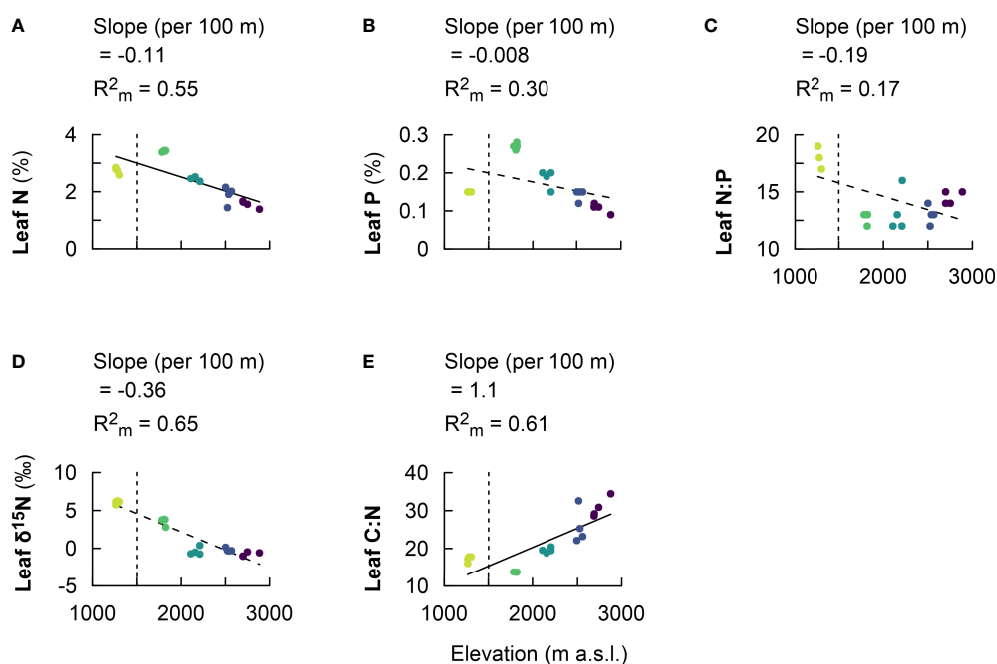 A
Slope (per 100 m)
= -0.11
R²ₘ = 0.55
Leaf N (%)
4
2
0
B
Slope (per 100 m)
= -0.008
R²ₘ = 0.30
Leaf P (%)
0.3
0.2
0.1
0
C
Slope (per 100 m)
= -0.19
R²ₘ = 0.17
Leaf N:P
20
15
10
1000 2000 3000
D
Slope (per 100 m)
= -0.36
R²ₘ = 0.65
Leaf δ¹⁵N (‰)
10
5
0
-5
1000 2000 3000
E
Slope (per 100 m)
= 1.1
R²ₘ = 0.61
Leaf C:N
40
30
20
10
1000 2000 3000
Elevation (m a.s.l.)